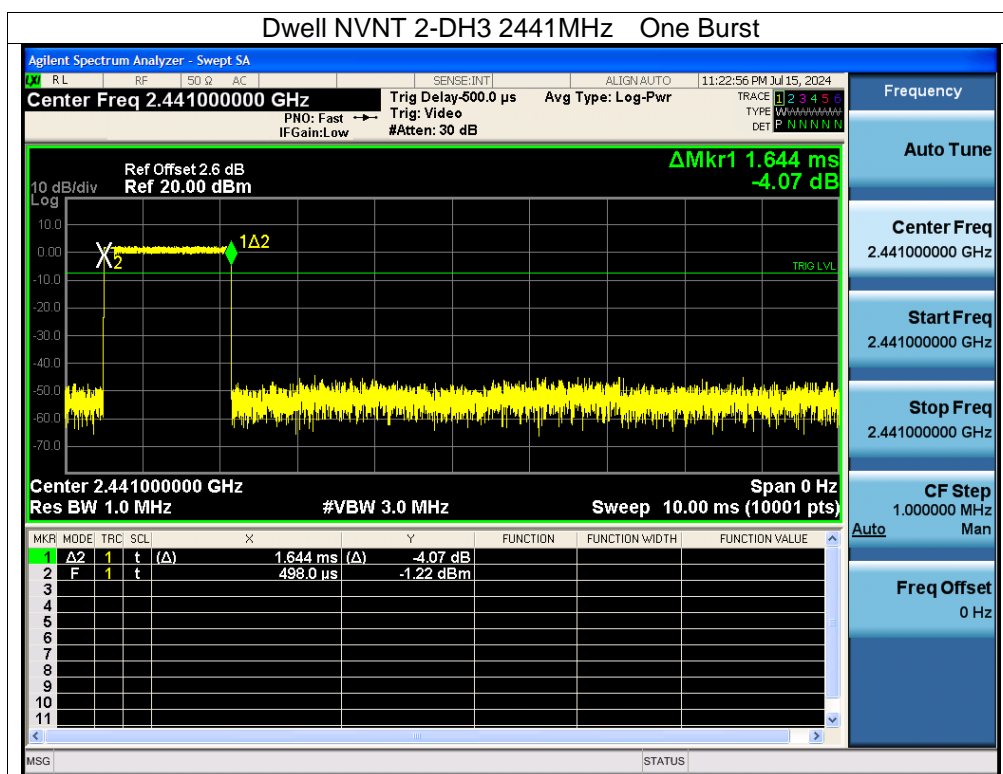 Dwell NVNT 2-DH3 2441MHz One Burst
Agilent Spectrum Analyzer - Swept SA
LXI RL RF 50 Ω AC SENSE:INT ALIGN AUTO 11:22:56 PM Jul 15, 2024
Center Freq 2.441000000 GHz
PNO: Fast
IFGain:Low
Trig Delay-500.0 µs
Trig: Video
#Atten: 30 dB
Avg Type: Log-Pwr
TRACE 1 2 3 4 5 6
TYPE WWWWWW
DET P N N N N N
Frequency
Auto Tune
Center Freq
2.441000000 GHz
Start Freq
2.441000000 GHz
Stop Freq
2.441000000 GHz
CF Step
1.000000 MHz
Auto Man
Freq Offset
0 Hz
ΔMkr1 1.644 ms
-4.07 dB
Ref Offset 2.6 dB
10 dB/div Ref 20.00 dBm
Log
10.0
0.00
-10.0
-20.0
-30.0
-40.0
-50.0
-60.0
-70.0
1Δ2
2
TRIG LVL
Center 2.441000000 GHz Span 0 Hz
Res BW 1.0 MHz #VBW 3.0 MHz Sweep 10.00 ms (10001 pts)
MKR MODE TRC SCL X Y FUNCTION FUNCTION WIDTH FUNCTION VALUE
1 Δ2 1 t (Δ) 1.644 ms (Δ) -4.07 dB
2 F 1 t 498.0 µs -1.22 dBm
3
4
5
6
7
8
9
10
11
MSG STATUS